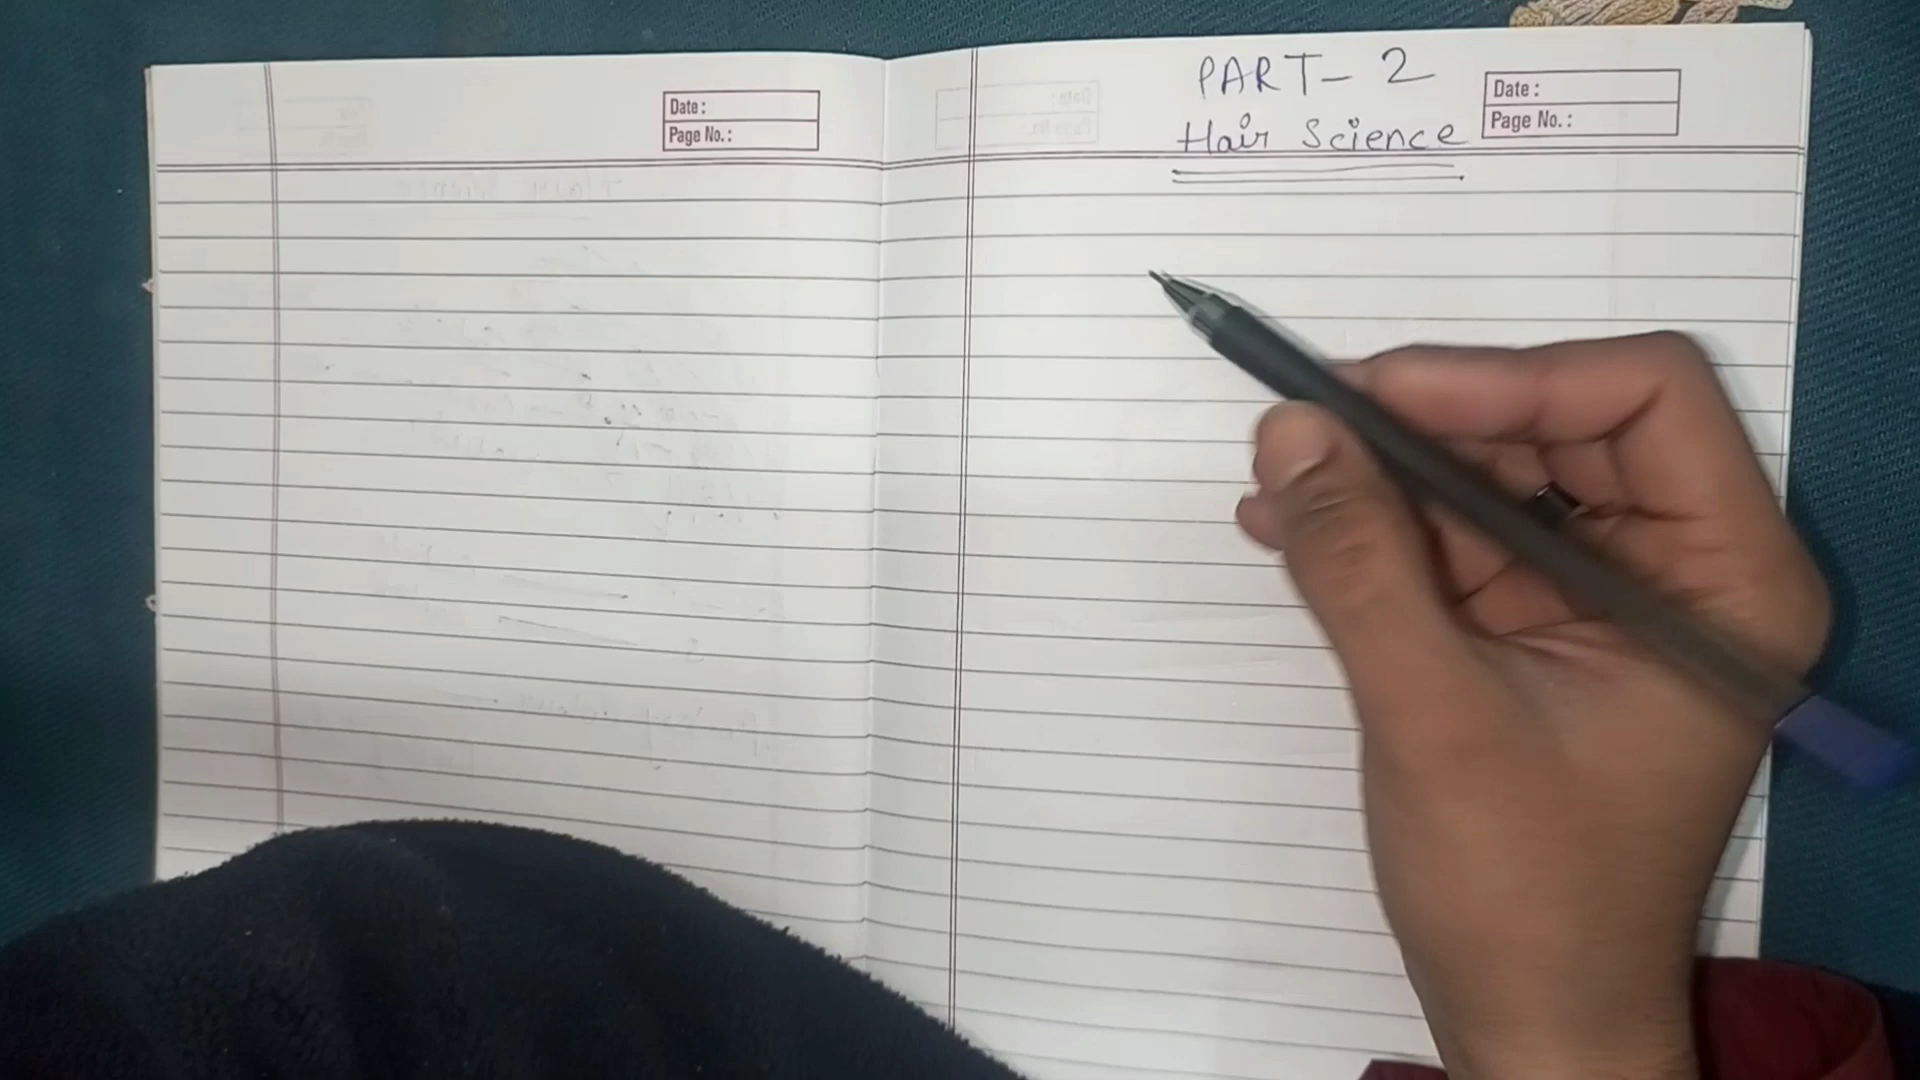 Date :
Page No. :
PART - 2
Hair Science
Date :
Page No. :